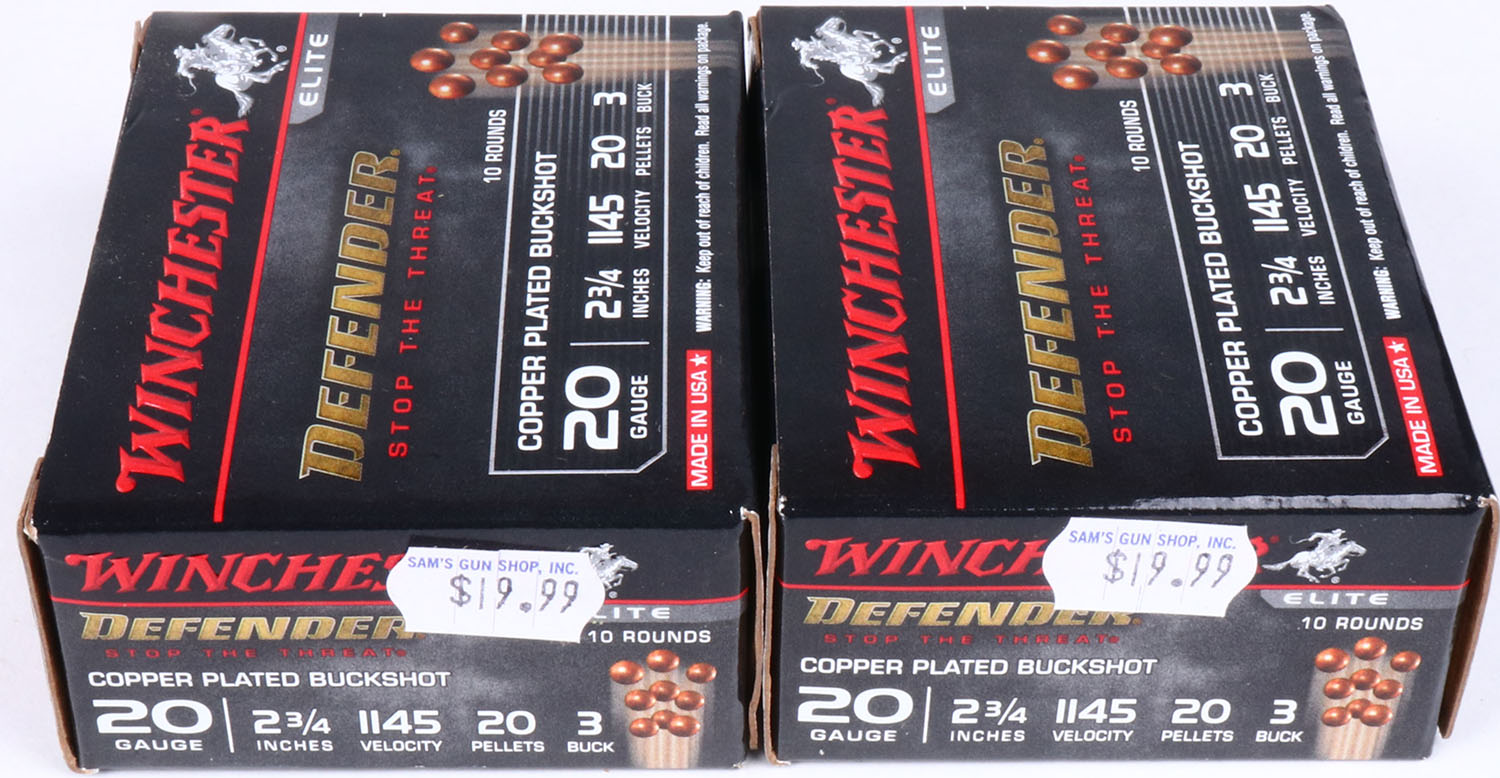 WINCHESTER
ELITE
DEFENDER
STOP THE THREAT
10 ROUNDS
COPPER PLATED BUCKSHOT
20 2 3/4 1145 20 3
GAUGE INCHES VELOCITY PELLETS BUCK
MADE IN USA
WARNING: Keep out of reach of children. Read all warnings on package.
WINCHES
SAM'S GUN SHOP, INC.
$19.99
ELITE
DEFENDER
10 ROUNDS
STOP THE THREAT
COPPER PLATED BUCKSHOT
20 2 3/4 1145 20 3
GAUGE INCHES VELOCITY PELLETS BUCK
WINCHESTER
ELITE
DEFENDER
STOP THE THREAT
10 ROUNDS
COPPER PLATED BUCKSHOT
20 2 3/4 1145 20 3
GAUGE INCHES VELOCITY PELLETS BUCK
MADE IN USA
WARNING: Keep out of reach of children. Read all warnings on package.
WINCH
SAM'S GUN SHOP, INC.
$19.99
ELITE
DEFENDER
10 ROUNDS
STOP THE THREAT
COPPER PLATED BUCKSHOT
20 2 3/4 1145 20 3
GAUGE INCHES VELOCITY PELLETS BUCK